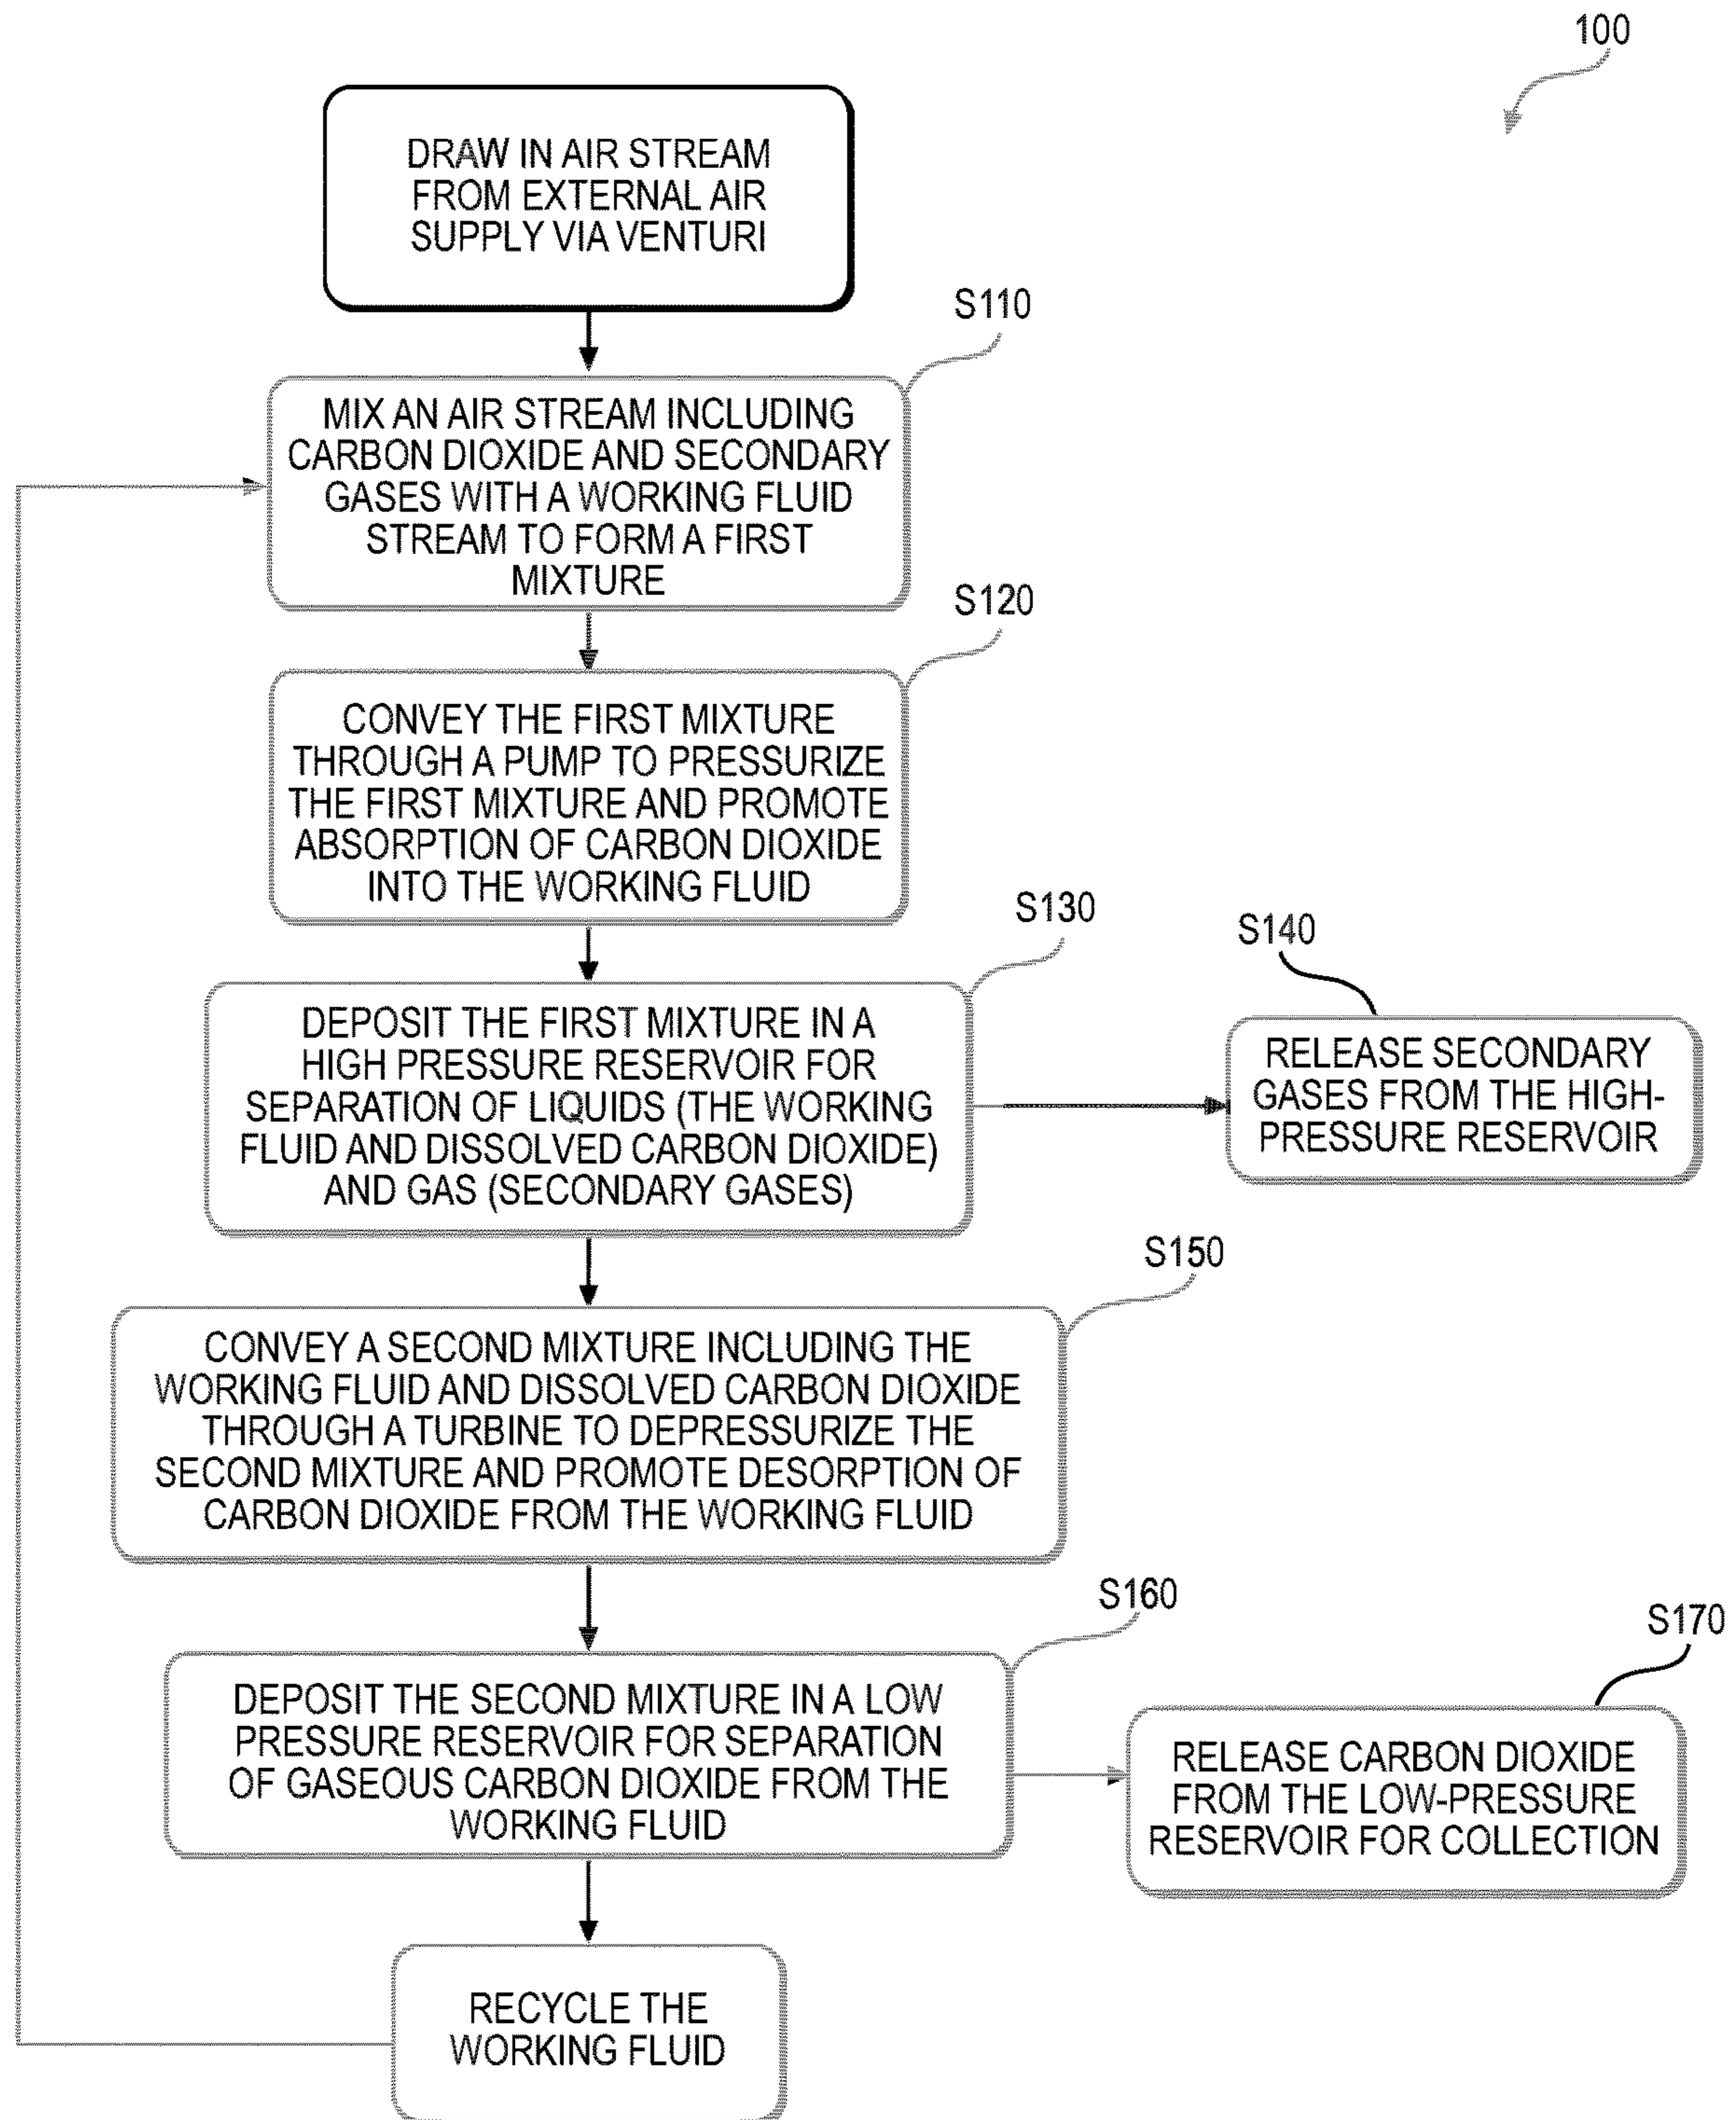 100
DRAW IN AIR STREAM
FROM EXTERNAL AIR
SUPPLY VIA VENTURI
S110
MIX AN AIR STREAM INCLUDING
CARBON DIOXIDE AND SECONDARY
GASES WITH A WORKING FLUID
STREAM TO FORM A FIRST
MIXTURE
S120
CONVEY THE FIRST MIXTURE
THROUGH A PUMP TO PRESSURIZE
THE FIRST MIXTURE AND PROMOTE
ABSORPTION OF CARBON DIOXIDE
INTO THE WORKING FLUID
S130
DEPOSIT THE FIRST MIXTURE IN A
HIGH PRESSURE RESERVOIR FOR
SEPARATION OF LIQUIDS (THE WORKING
FLUID AND DISSOLVED CARBON DIOXIDE)
AND GAS (SECONDARY GASES)
S140
RELEASE SECONDARY
GASES FROM THE HIGH-
PRESSURE RESERVOIR
S150
CONVEY A SECOND MIXTURE INCLUDING THE
WORKING FLUID AND DISSOLVED CARBON DIOXIDE
THROUGH A TURBINE TO DEPRESSURIZE THE
SECOND MIXTURE AND PROMOTE DESORPTION OF
CARBON DIOXIDE FROM THE WORKING FLUID
S160
DEPOSIT THE SECOND MIXTURE IN A LOW
PRESSURE RESERVOIR FOR SEPARATION
OF GASEOUS CARBON DIOXIDE FROM THE
WORKING FLUID
S170
RELEASE CARBON DIOXIDE
FROM THE LOW-PRESSURE
RESERVOIR FOR COLLECTION
RECYCLE THE
WORKING FLUID